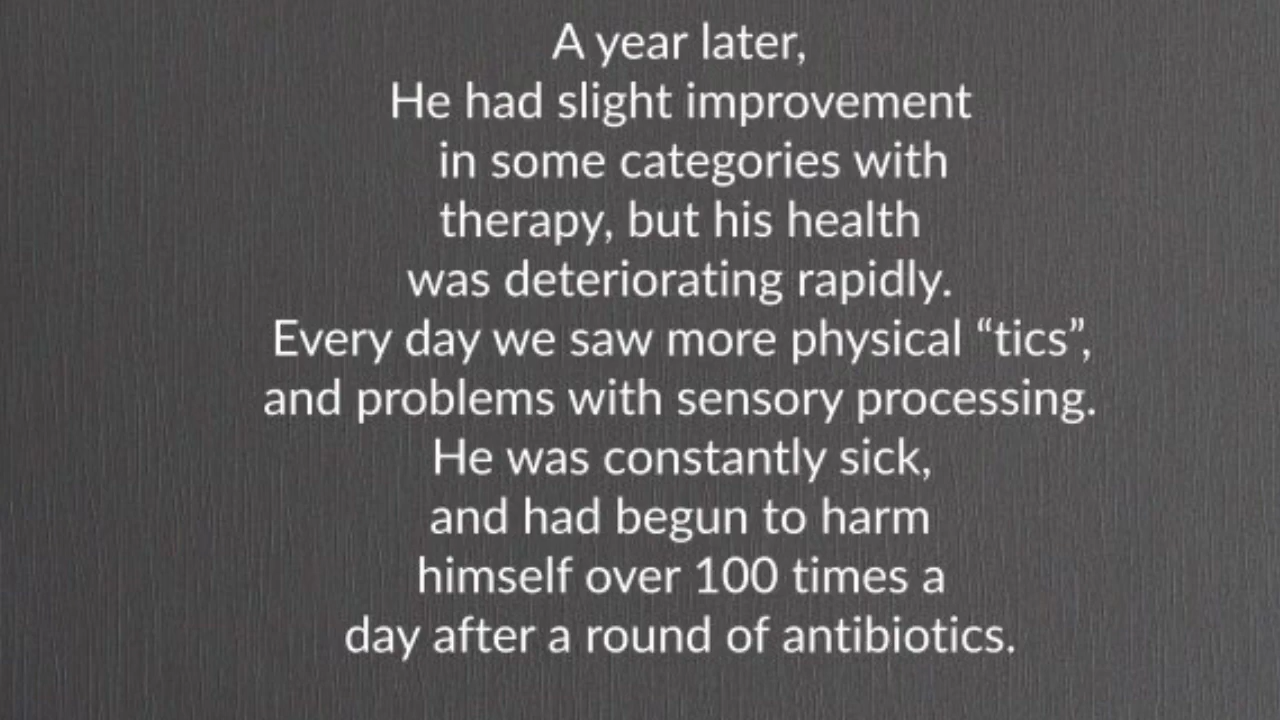 A year later,
He had slight improvement
in some categories with
therapy, but his health
was deteriorating rapidly.
Every day we saw more physical “tics”,
and problems with sensory processing.
He was constantly sick,
and had begun to harm
himself over 100 times a
day after a round of antibiotics.